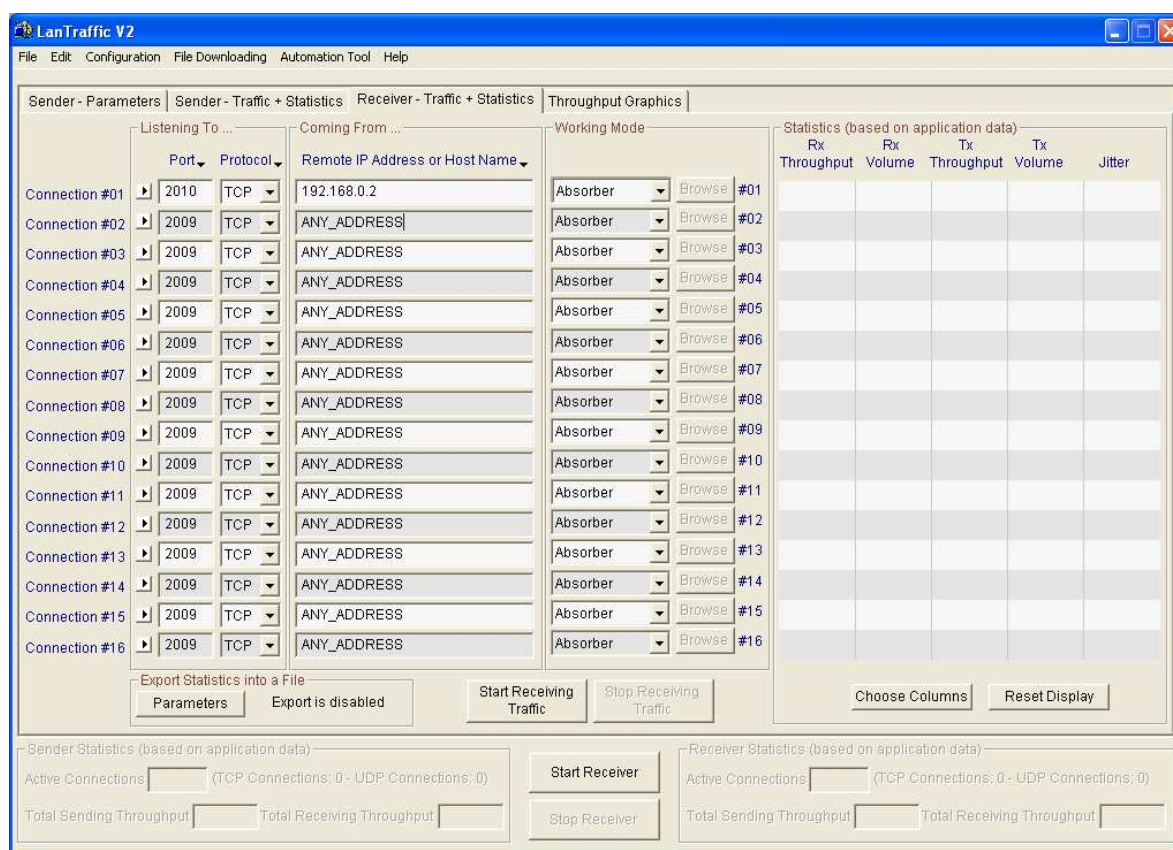 LanTraffic V2
File Edit Configuration File Downloading Automation Tool Help
Sender - Parameters Sender - Traffic + Statistics Receiver - Traffic + Statistics Throughput Graphics
Listening To ... Coming From ... Working Mode Statistics (based on application data)
Port Protocol Remote IP Address or Host Name Rx Throughput Rx Volume Tx Throughput Tx Volume Jitter
Connection #01 2010 TCP 192.168.0.2 Absorber Browse #01
Connection #02 2009 TCP ANY_ADDRESS Absorber Browse #02
Connection #03 2009 TCP ANY_ADDRESS Absorber Browse #03
Connection #04 2009 TCP ANY_ADDRESS Absorber Browse #04
Connection #05 2009 TCP ANY_ADDRESS Absorber Browse #05
Connection #06 2009 TCP ANY_ADDRESS Absorber Browse #06
Connection #07 2009 TCP ANY_ADDRESS Absorber Browse #07
Connection #08 2009 TCP ANY_ADDRESS Absorber Browse #08
Connection #09 2009 TCP ANY_ADDRESS Absorber Browse #09
Connection #10 2009 TCP ANY_ADDRESS Absorber Browse #10
Connection #11 2009 TCP ANY_ADDRESS Absorber Browse #11
Connection #12 2009 TCP ANY_ADDRESS Absorber Browse #12
Connection #13 2009 TCP ANY_ADDRESS Absorber Browse #13
Connection #14 2009 TCP ANY_ADDRESS Absorber Browse #14
Connection #15 2009 TCP ANY_ADDRESS Absorber Browse #15
Connection #16 2009 TCP ANY_ADDRESS Absorber Browse #16
Export Statistics into a File
Parameters Export is disabled
Start Receiving Traffic
Stop Receiving Traffic
Choose Columns Reset Display
Sender Statistics (based on application data)
Active Connections (TCP Connections: 0 - UDP Connections: 0)
Total Sending Throughput Total Receiving Throughput
Start Receiver
Stop Receiver
Receiver Statistics (based on application data)
Active Connections (TCP Connections: 0 - UDP Connections: 0)
Total Sending Throughput Total Receiving Throughput